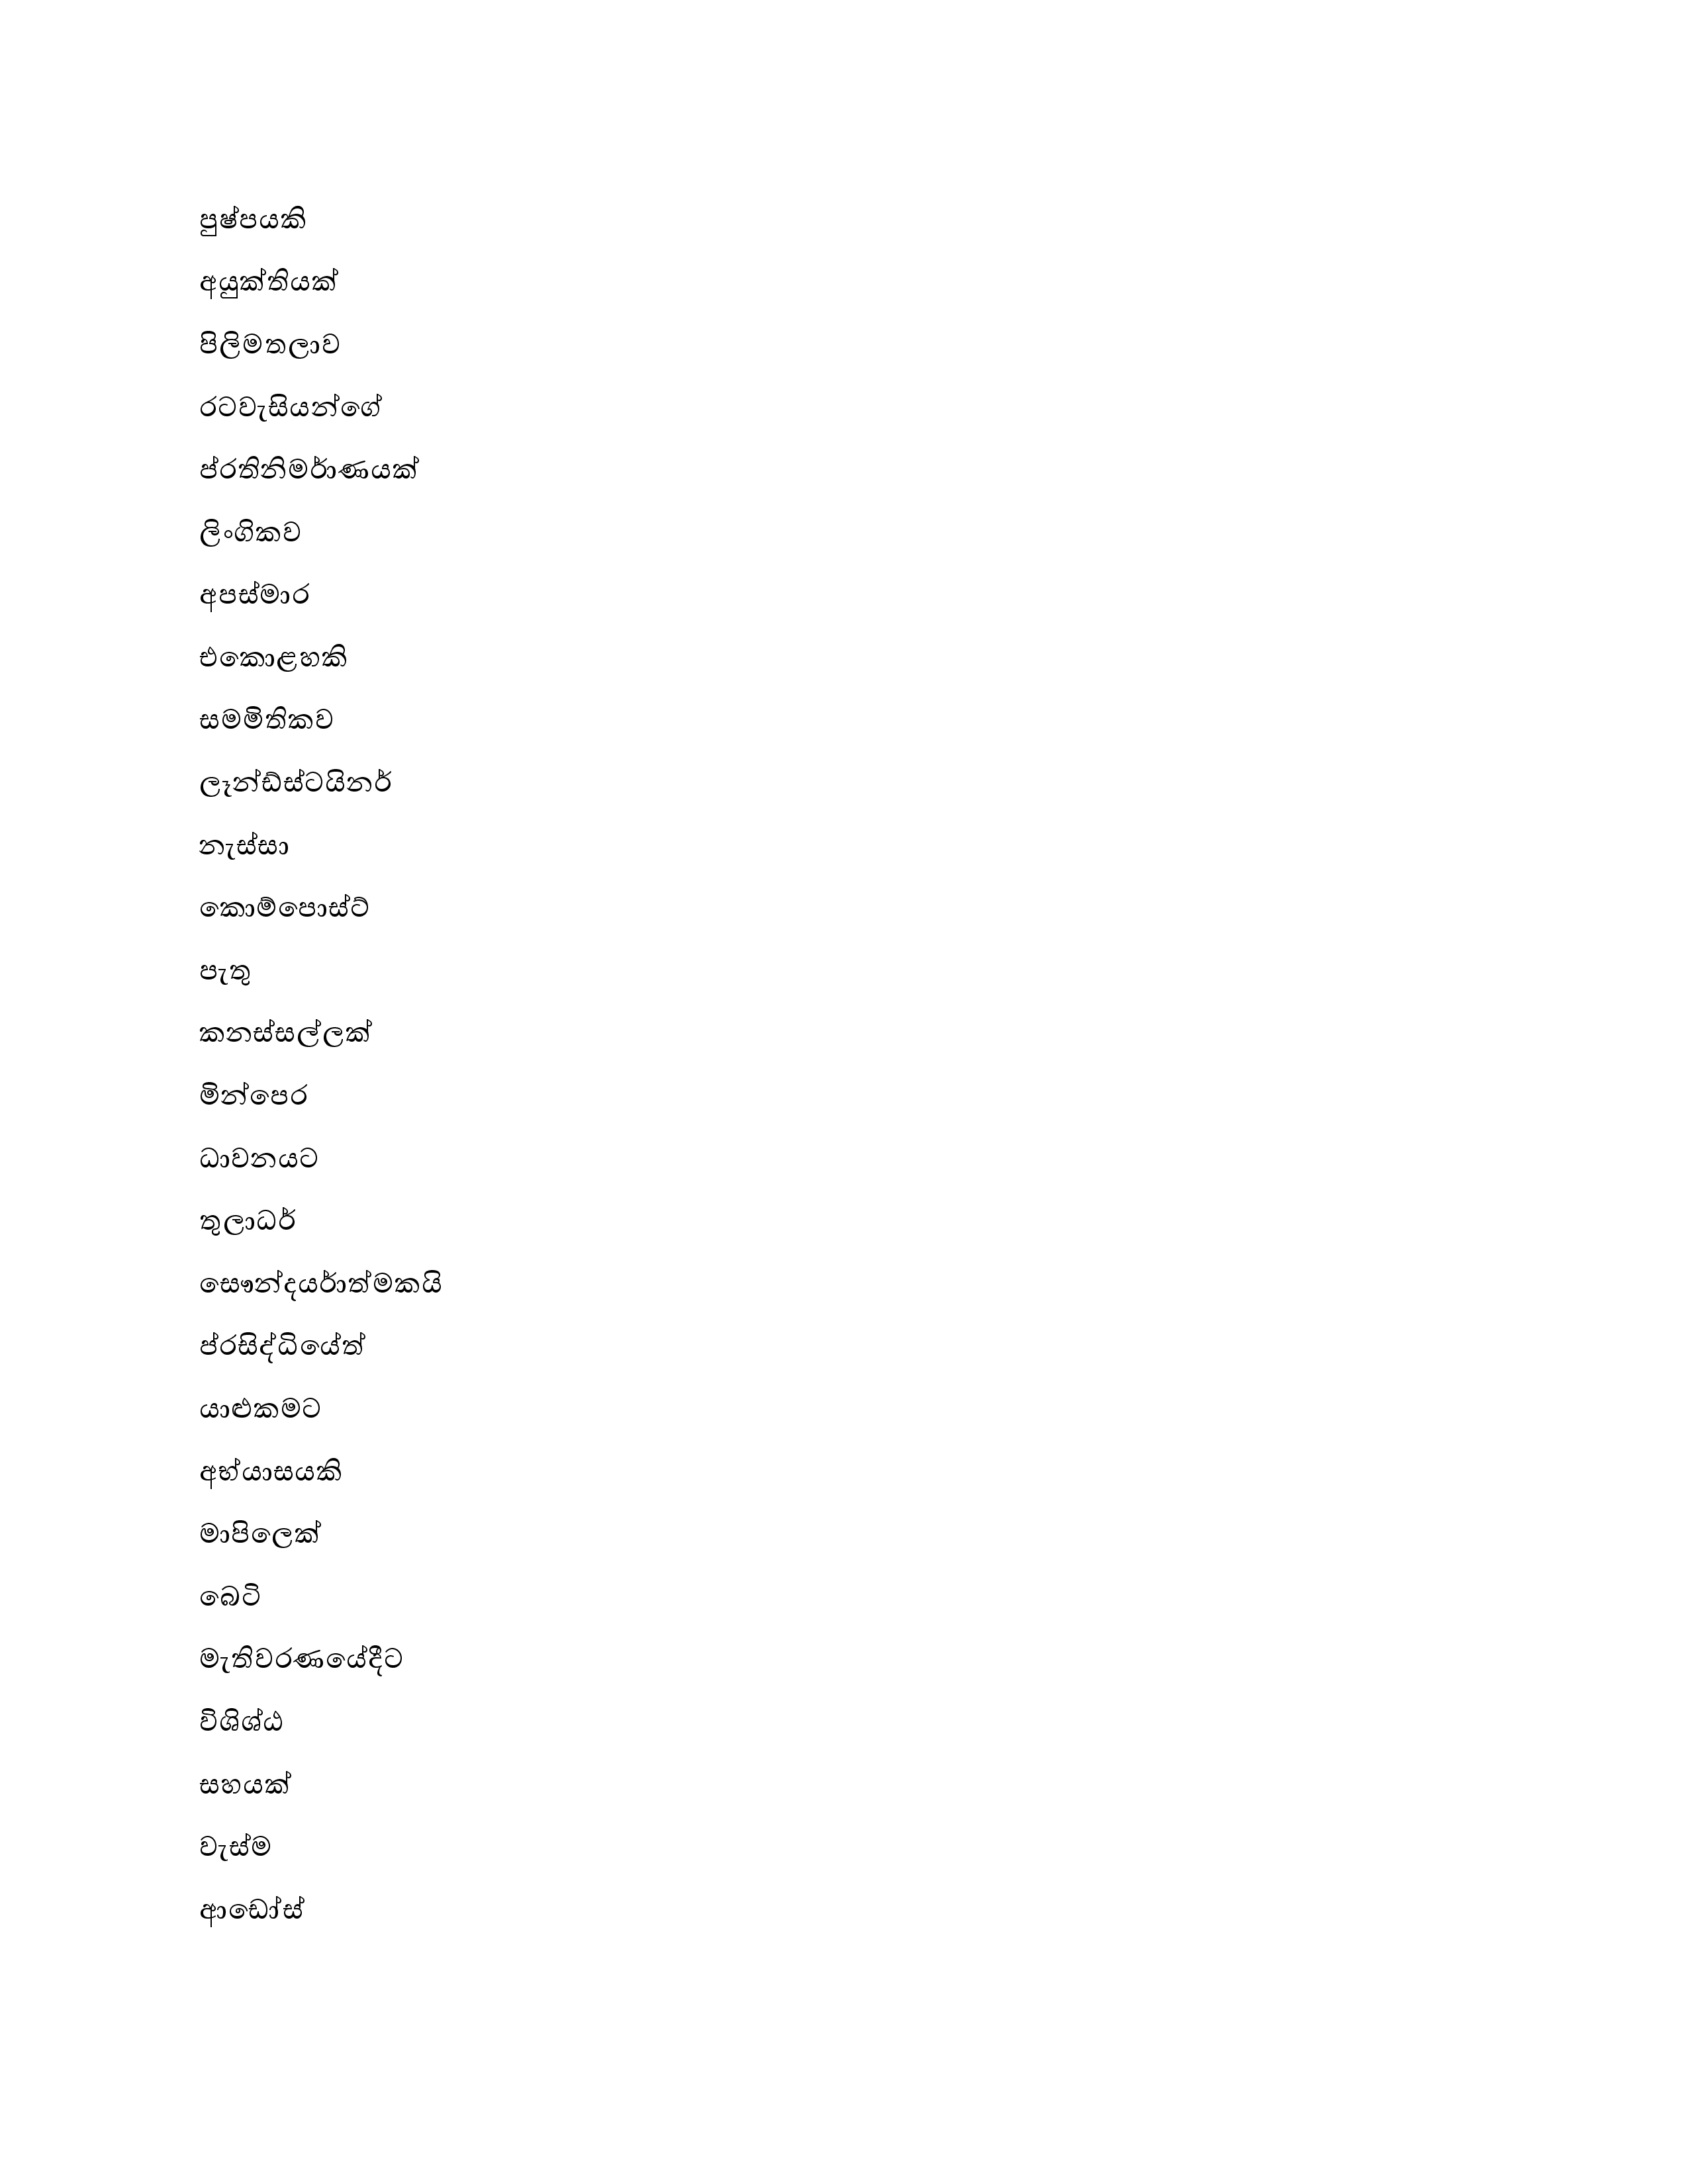 පුෂ්පයකි
අයුක්තියක්
පිලිමතලාව
රටවැසියන්ගේ
ප්රතිනිමර්ාණයක්
ලිංගිකව
අපස්මාර
එකොළහකි
සමමිතිකව
ලෑන්ඩ්ස්ටයිනර්
නැස්සා
කොම්පොස්ට්
පැතු
කනස්සල්ලක්
මින්පෙර
ධාවනයට
තුලාධර්
සෞන්දයර්ාත්මකයි
ප්රසිද්ධියේත්
යාළුකමට
අභ්යාසයකි
මාපිලෙක්
බෙටි
මැතිවරණයේදීට
විශිශ්ඨ
සහයක්
වැස්ම
ආඩෝස්